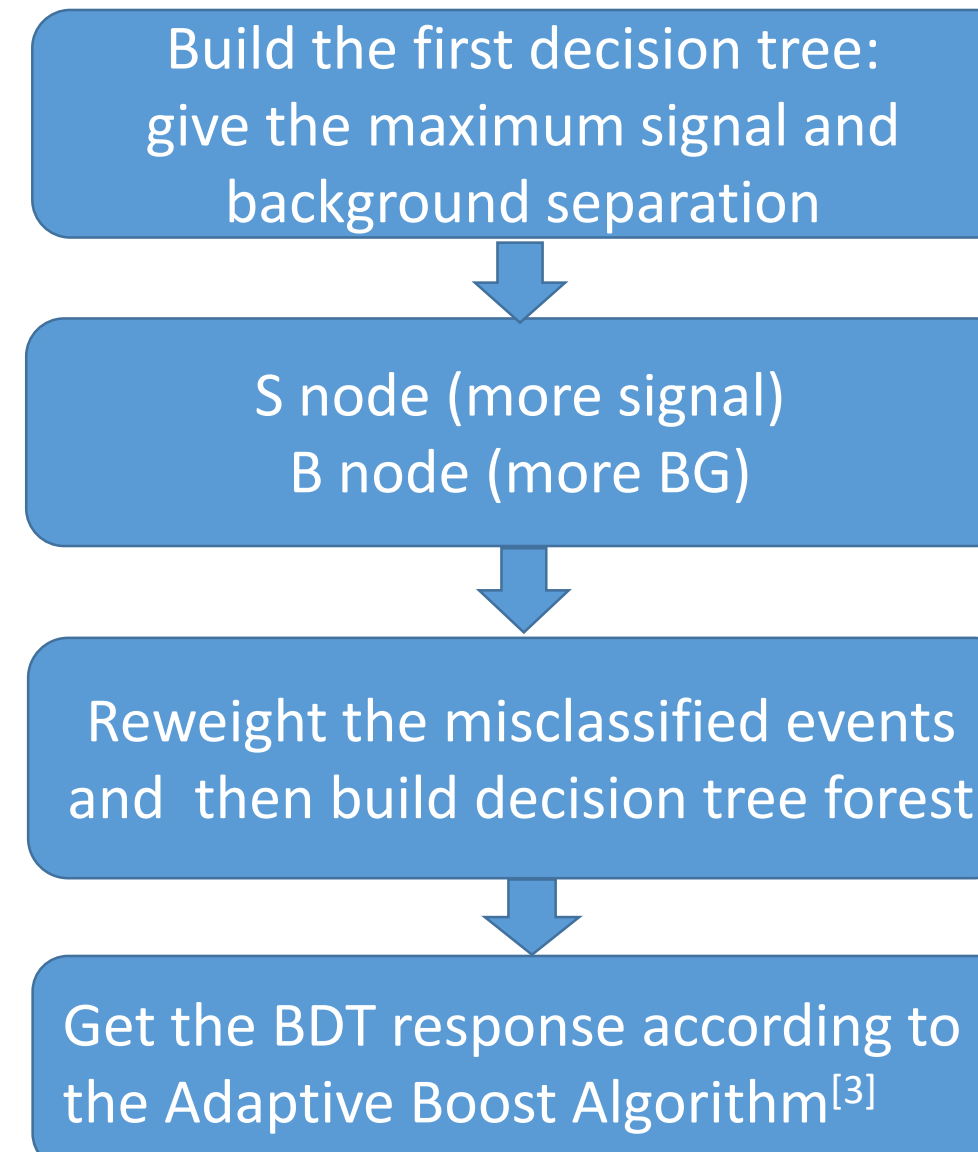 Build the first decision tree:
give the maximum signal and
background separation
S node (more signal)
B node (more BG)
Reweight the misclassified events
and  then build decision tree forest
Get the BDT response according to
the Adaptive Boost Algorithm[3]